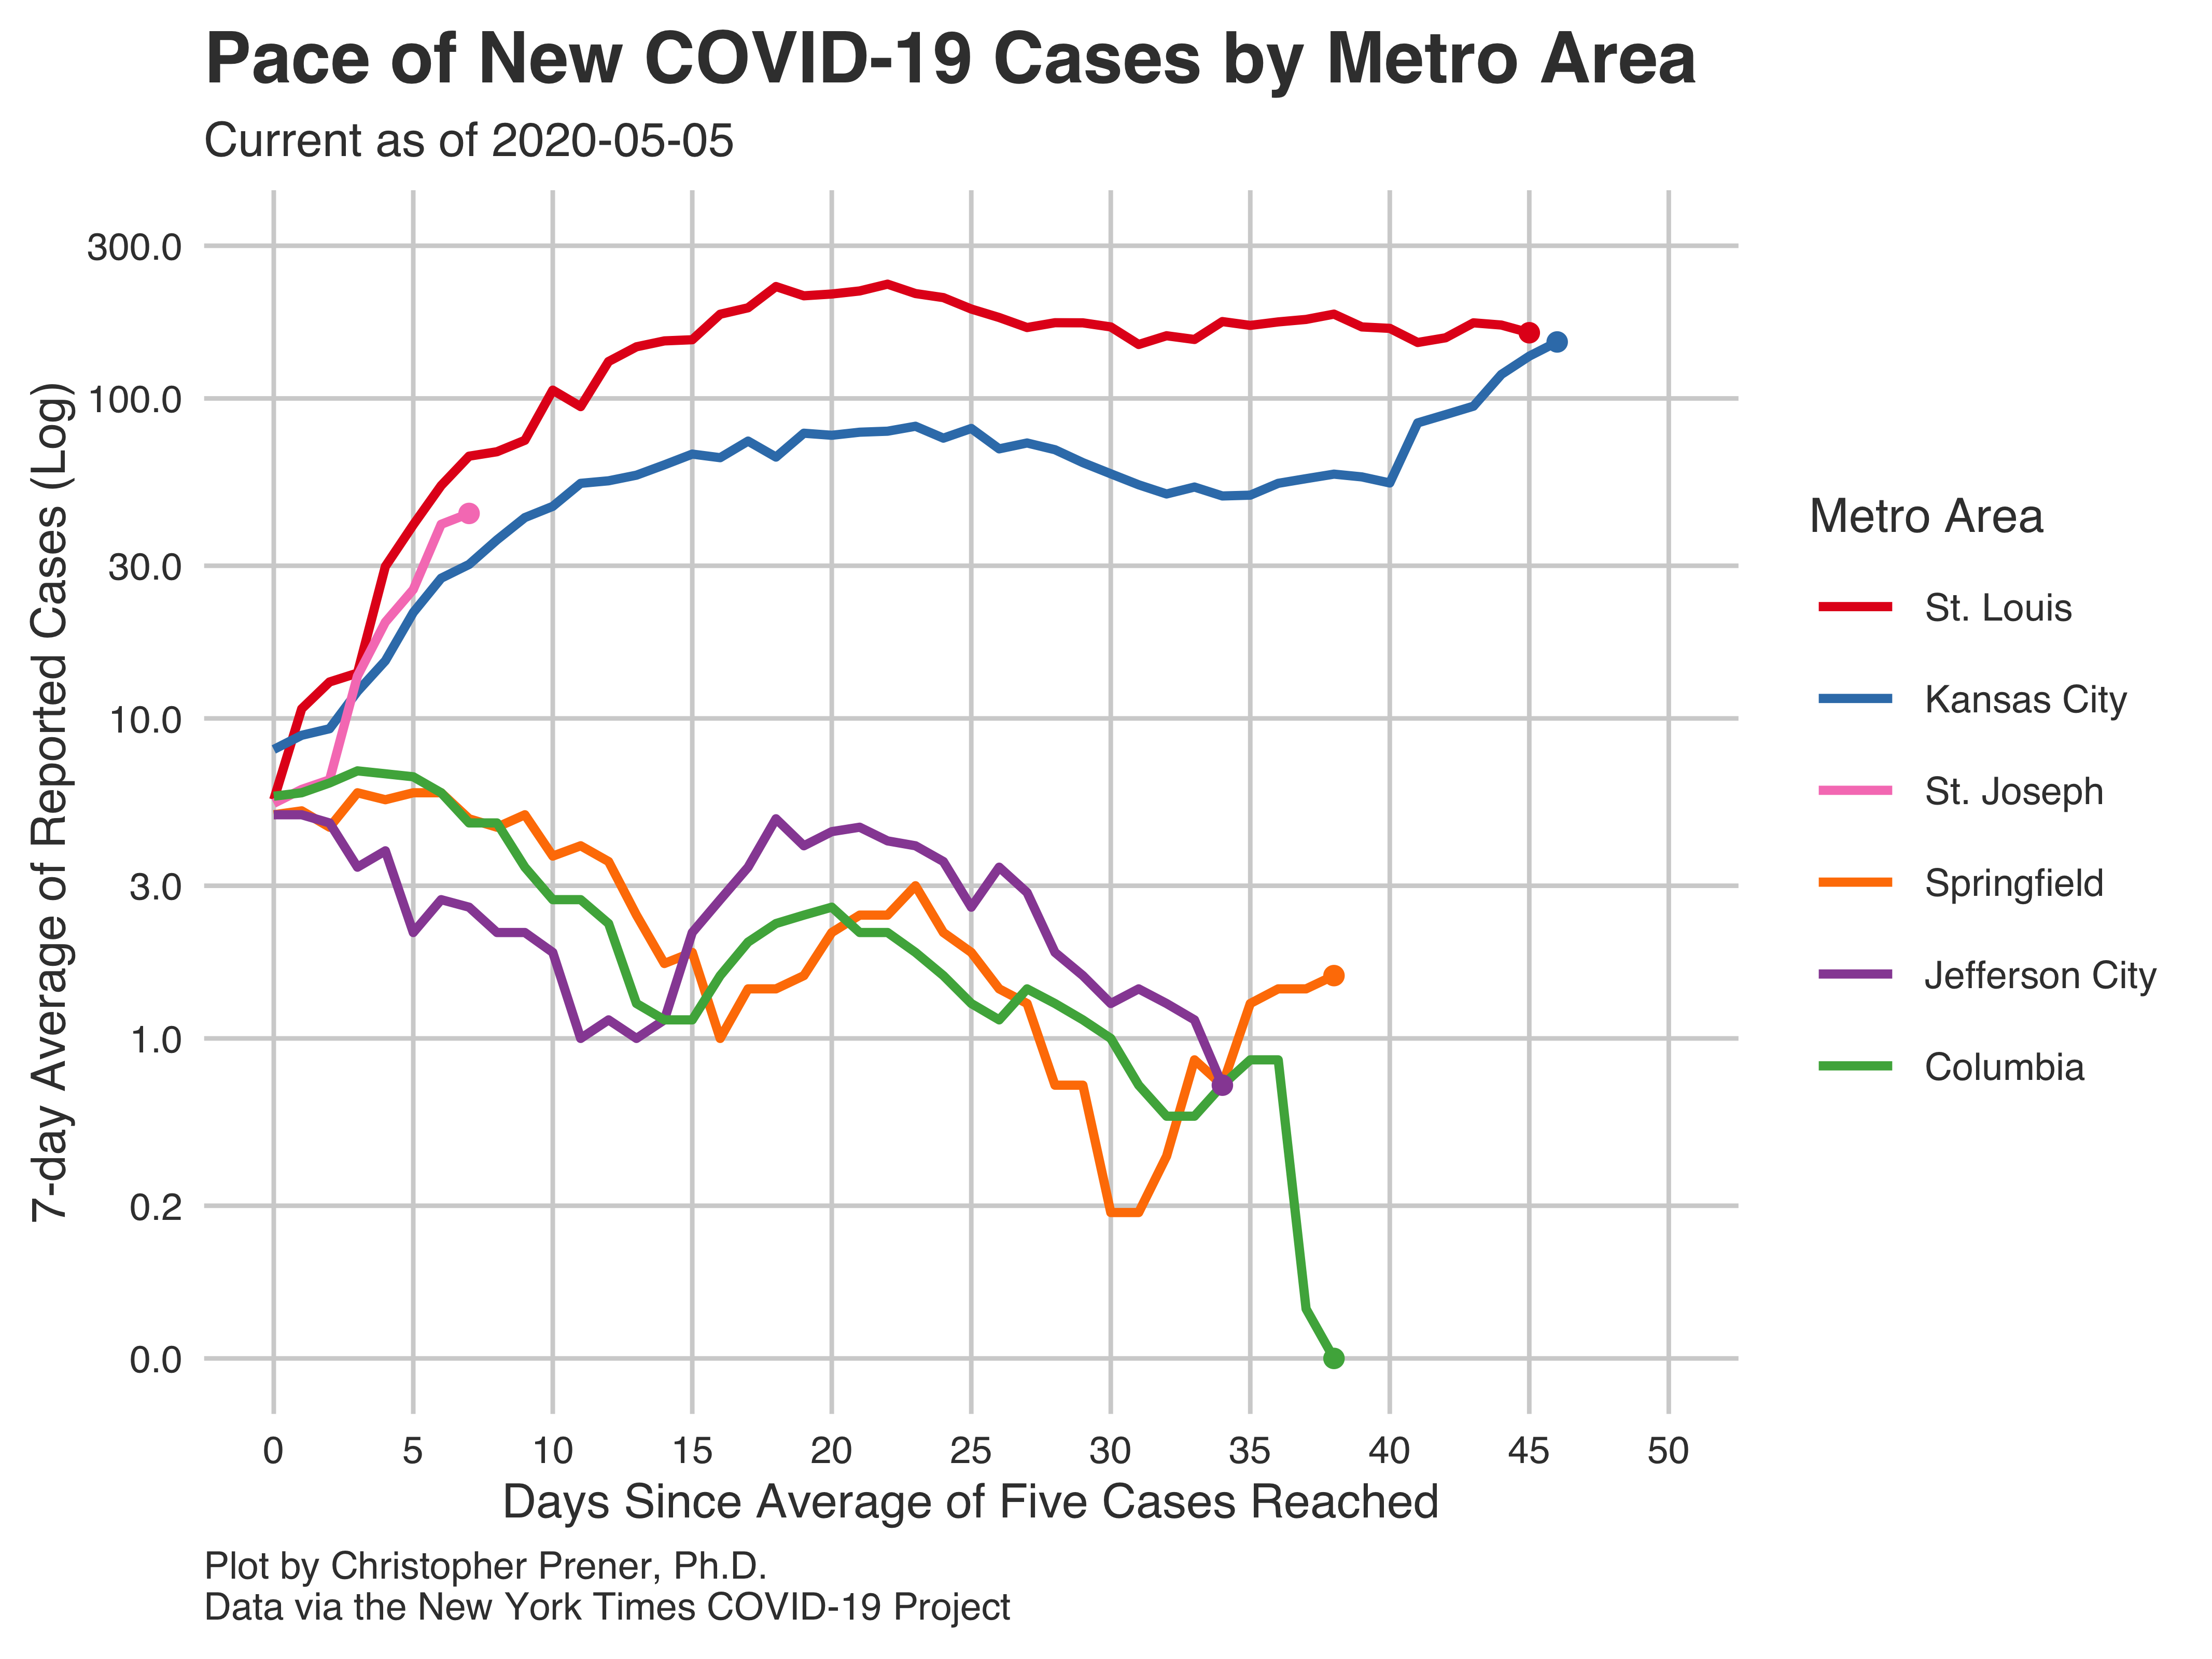 Pace of New COVID-19 Cases by Metro Area
Current as of 2020-05-05
7-day Average of Reported Cases (Log)
300.0
100.0
30.0
10.0
3.0
1.0
0.2
0.0
0 5 10 15 20 25 30 35 40 45 50
Days Since Average of Five Cases Reached
Metro Area
St. Louis
Kansas City
St. Joseph
Springfield
Jefferson City
Columbia
Plot by Christopher Prener, Ph.D.
Data via the New York Times COVID-19 Project